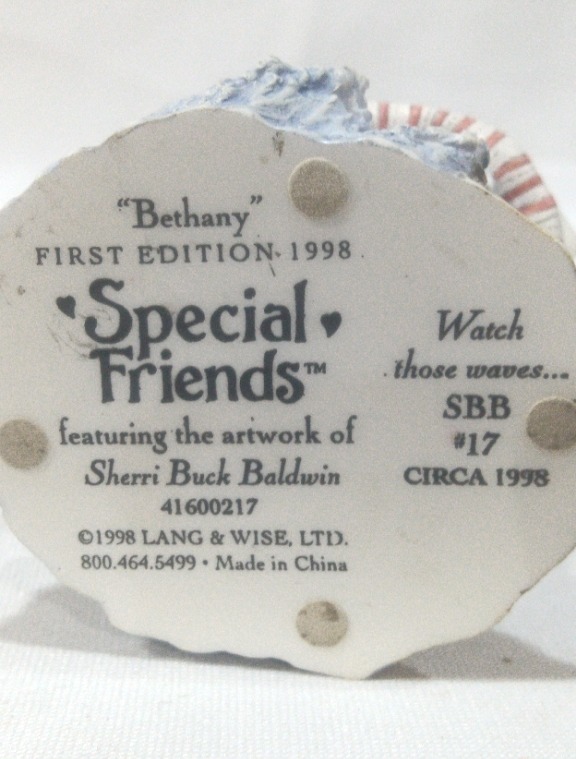 “Bethany”
FIRST EDITION 1998
Special
Friends™
featuring the artwork of
Sherri Buck Baldwin
41600217
©1998 LANG & WISE, LTD.
800.464.5499 • Made in China
Watch
those waves...
SBB
#17
CIRCA 1998